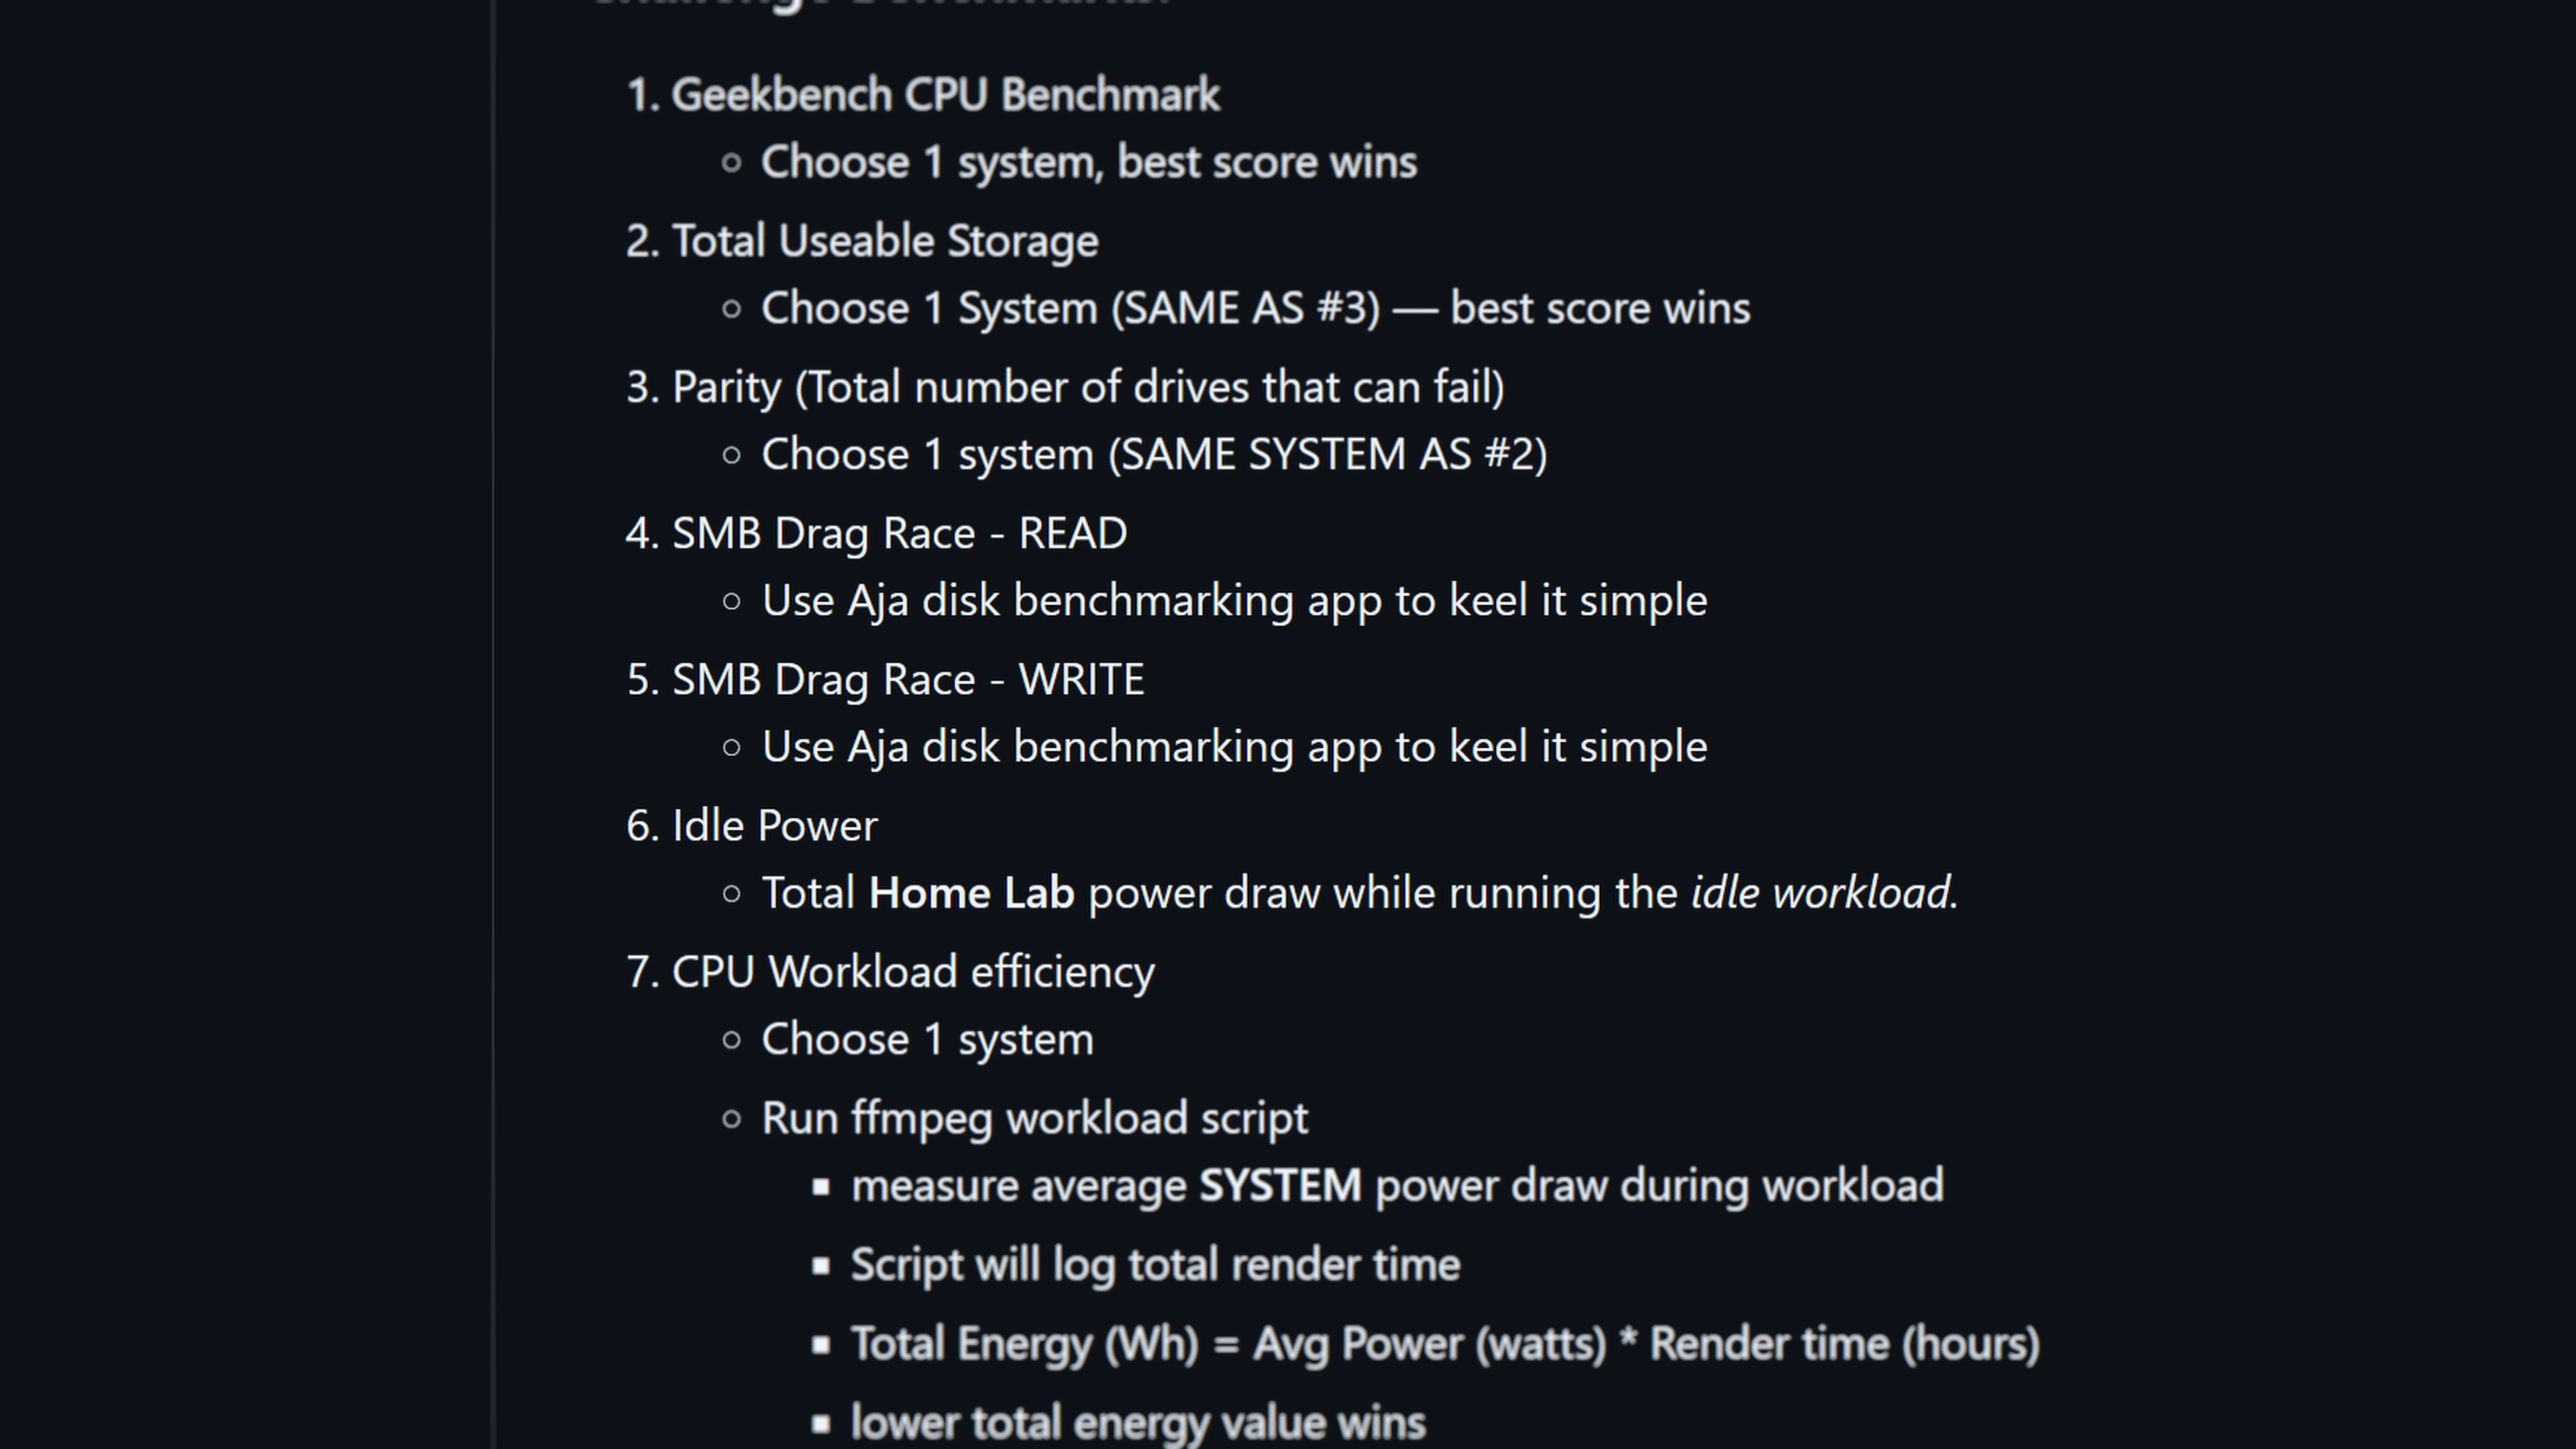 1. Geekbench CPU Benchmark
○ Choose 1 system, best score wins
2. Total Useable Storage
○ Choose 1 System (SAME AS #3) — best score wins
3. Parity (Total number of drives that can fail)
○ Choose 1 system (SAME SYSTEM AS #2)
4. SMB Drag Race - READ
○ Use Aja disk benchmarking app to keel it simple
5. SMB Drag Race - WRITE
○ Use Aja disk benchmarking app to keel it simple
6. Idle Power
○ Total Home Lab power draw while running the idle workload.
7. CPU Workload efficiency
○ Choose 1 system
○ Run ffmpeg workload script
▪ measure average SYSTEM power draw during workload
▪ Script will log total render time
▪ Total Energy (Wh) = Avg Power (watts) * Render time (hours)
▪ lower total energy value wins